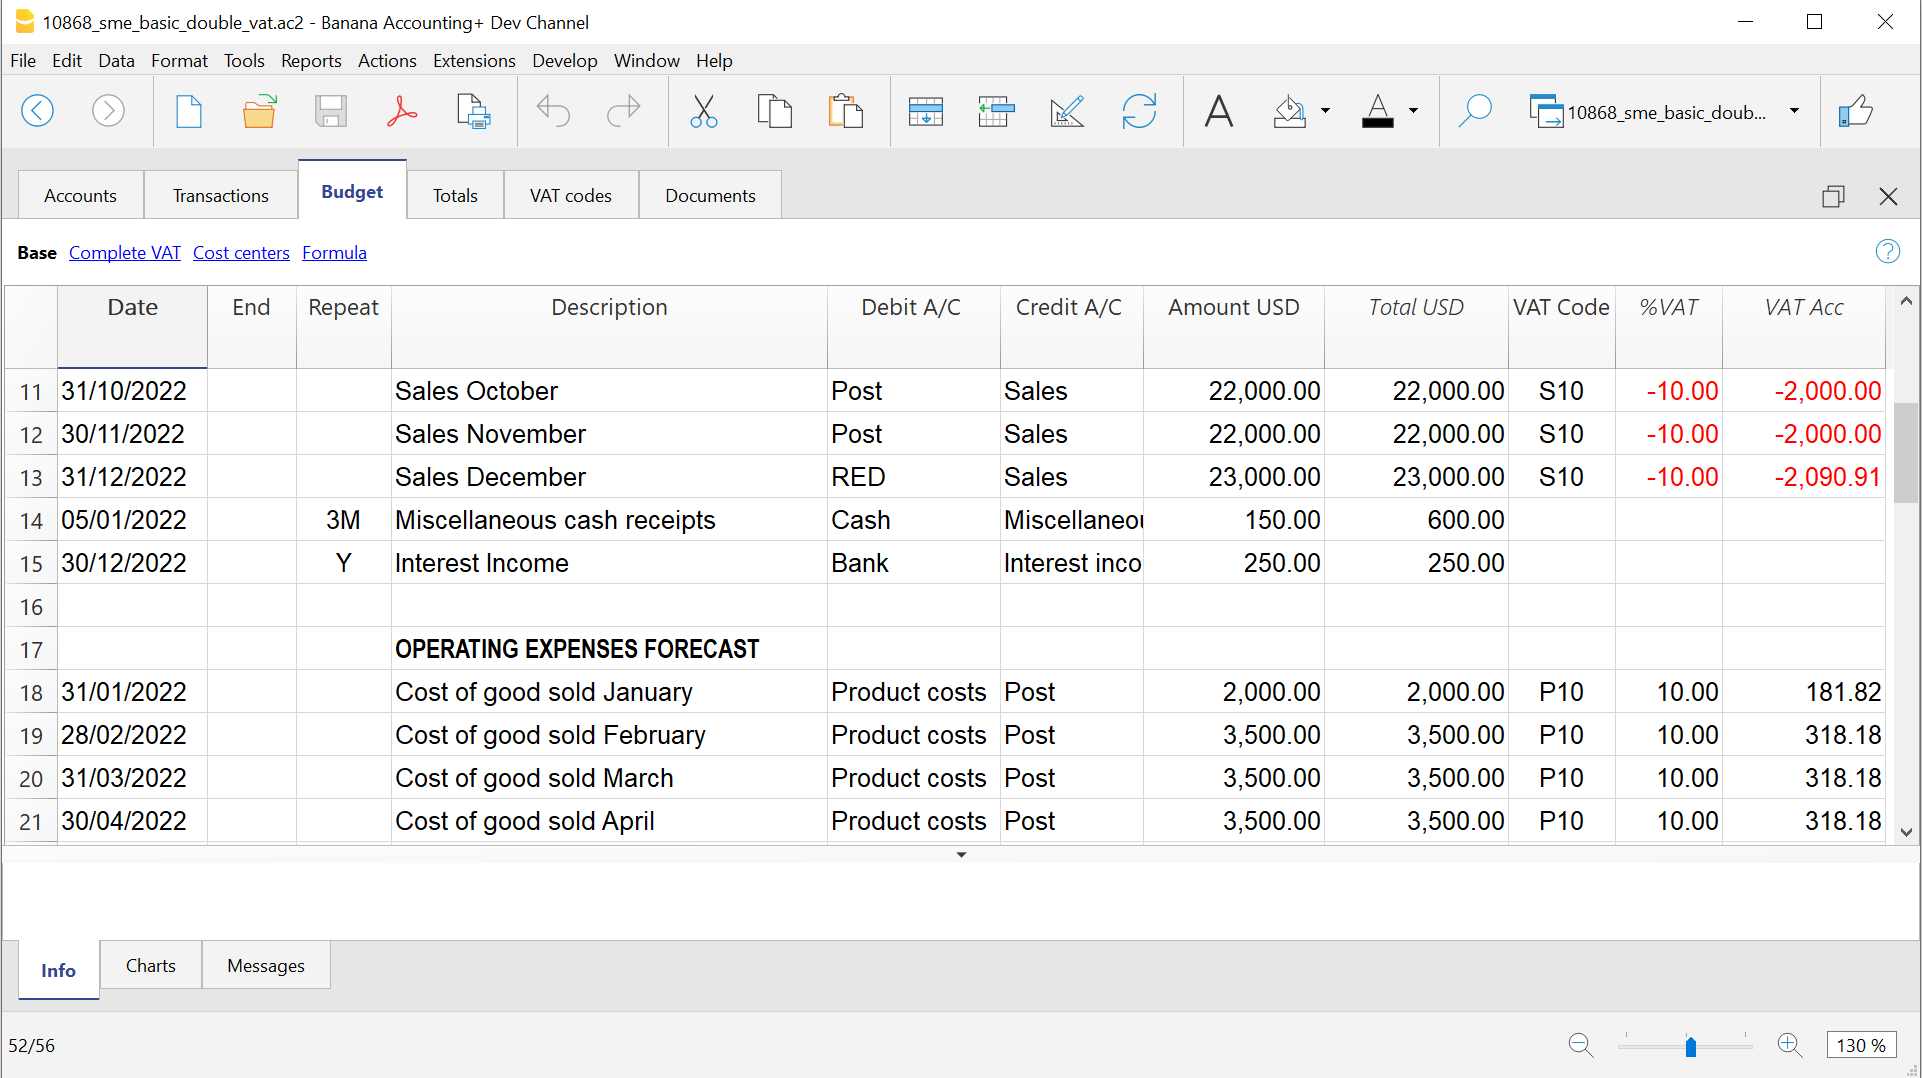 10868_sme_basic_double_vat.ac2 - Banana Accounting+ Dev Channel
File Edit Data Format Tools Reports Actions Extensions Develop Window Help
10868_sme_basic_doub...
Accounts Transactions Budget Totals VAT codes Documents
Base Complete VAT Cost centers Formula
Date End Repeat Description Debit A/C Credit A/C Amount USD Total USD VAT Code %VAT VAT Acc
11 31/10/2022 Sales October Post Sales 22,000.00 22,000.00 S10 -10.00 -2,000.00
12 30/11/2022 Sales November Post Sales 22,000.00 22,000.00 S10 -10.00 -2,000.00
13 31/12/2022 Sales December RED Sales 23,000.00 23,000.00 S10 -10.00 -2,090.91
14 05/01/2022 3M Miscellaneous cash receipts Cash Miscellaneou 150.00 600.00
15 30/12/2022 Y Interest Income Bank Interest inco 250.00 250.00
16
17 OPERATING EXPENSES FORECAST
18 31/01/2022 Cost of good sold January Product costs Post 2,000.00 2,000.00 P10 10.00 181.82
19 28/02/2022 Cost of good sold February Product costs Post 3,500.00 3,500.00 P10 10.00 318.18
20 31/03/2022 Cost of good sold March Product costs Post 3,500.00 3,500.00 P10 10.00 318.18
21 30/04/2022 Cost of good sold April Product costs Post 3,500.00 3,500.00 P10 10.00 318.18
Info Charts Messages
52/56
130 %